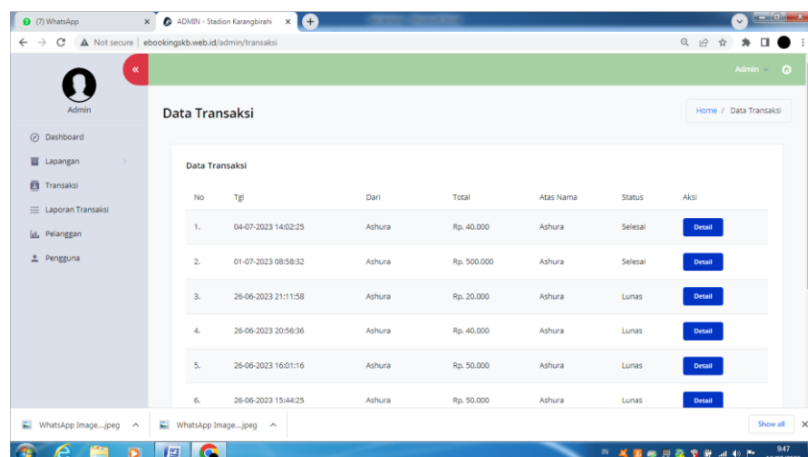 (7) WhatsApp
ADMIN - Stadion Karangbirahi
Not secure | ebookingskb.web.id/admin/transaksi
Admin
Admin
Data Transaksi
Home / Data Transaksi
Dashboard
Lapangan
Transaksi
Laporan Transaksi
Pelanggan
Pengguna
Data Transaksi
No Tgl Dari Total Atas Nama Status Aksi
1. 04-07-2023 14:02:25 Ashura Rp. 40.000 Ashura Selesai Detail
2. 01-07-2023 08:58:32 Ashura Rp. 500.000 Ashura Selesai Detail
3. 26-06-2023 21:11:58 Ashura Rp. 20.000 Ashura Lunas Detail
4. 26-06-2023 20:56:36 Ashura Rp. 40.000 Ashura Lunas Detail
5. 26-06-2023 16:01:16 Ashura Rp. 50.000 Ashura Lunas Detail
6. 26-06-2023 15:44:25 Ashura Rp. 50.000 Ashura Lunas Detail
WhatsApp Image....jpeg
WhatsApp Image....jpeg
Show all
9:47